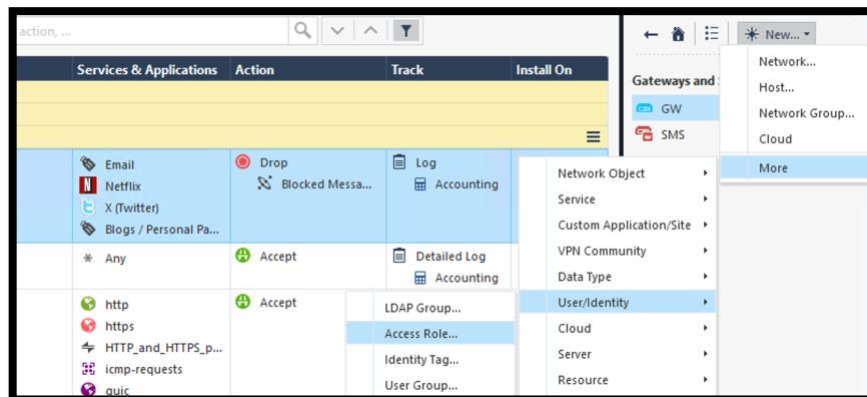 action, ...
New...
Services & Applications Action Track Install On
Gateways and
GW
SMS
Network...
Host...
Network Group...
Cloud
More
Email
Netflix
X (Twitter)
Blogs / Personal Pa...
Drop
Blocked Messa...
Log
Accounting
Any
Accept
Detailed Log
Accounting
http
https
HTTP_and_HTTPS_p...
icmp-requests
quic
Accept
Network Object
Service
Custom Application/Site
VPN Community
Data Type
User/Identity
Cloud
Server
Resource
LDAP Group...
Access Role...
Identity Tag...
User Group...